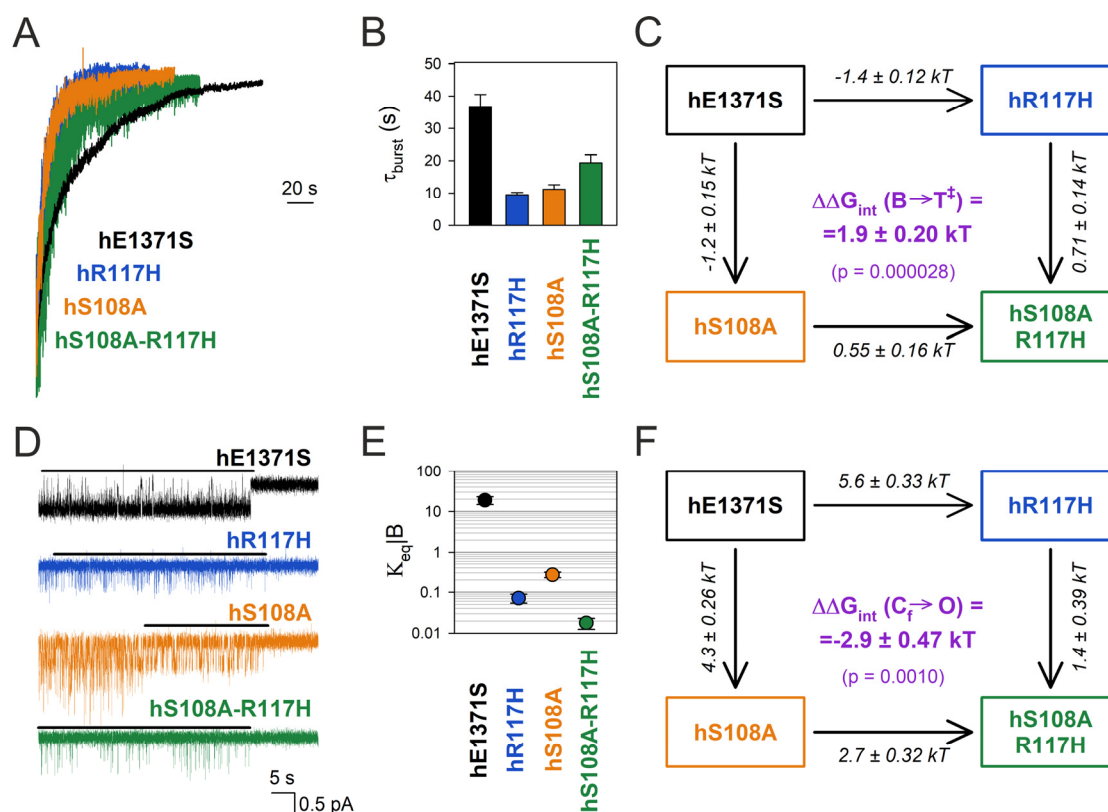 A
20 s
hE1371S
hR117H
hS108A
hS108A-R117H
B
τburst (s)
50
40
30
20
10
0
hE1371S
hR117H
hS108A
hS108A-R117H
C
hE1371S
-1.4 ± 0.12 kT
hR117H
-1.2 ± 0.15 kT
ΔΔGint (B→T‡) =
=1.9 ± 0.20 kT
(p = 0.000028)
0.71 ± 0.14 kT
hS108A
0.55 ± 0.16 kT
hS108A
R117H
D
hE1371S
hR117H
hS108A
hS108A-R117H
5 s
0.5 pA
E
Keq|B
100
10
1
0.1
0.01
hE1371S
hR117H
hS108A
hS108A-R117H
F
hE1371S
5.6 ± 0.33 kT
hR117H
4.3 ± 0.26 kT
ΔΔGint (Cf→O) =
=-2.9 ± 0.47 kT
(p = 0.0010)
1.4 ± 0.39 kT
hS108A
2.7 ± 0.32 kT
hS108A
R117H